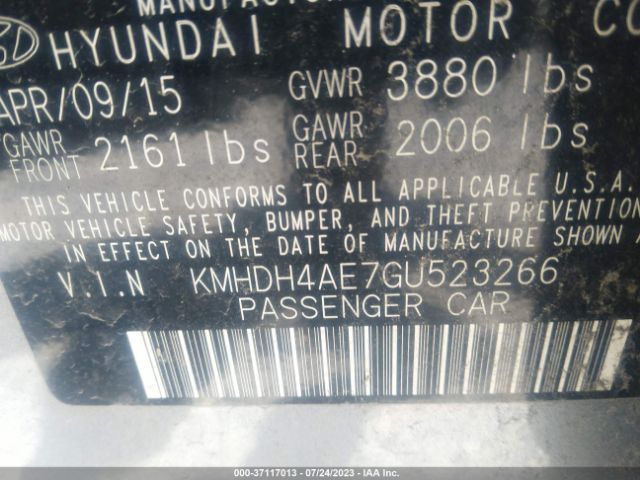 HYUNDAI MOTOR
APR/09/15 GVWR 3880 lbs
GAWR FRONT 2161 lbs GAWR REAR 2006 lbs
THIS VEHICLE CONFORMS TO ALL APPLICABLE U.S.A.
MOTOR VEHICLE SAFETY, BUMPER, AND THEFT PREVENTION
IN EFFECT ON THE DATE OF MANUFACTURE
V.I.N KMHDH4AE7GU523266
PASSENGER CAR
000-37117013 / 07/24/2023 - IAA Inc.